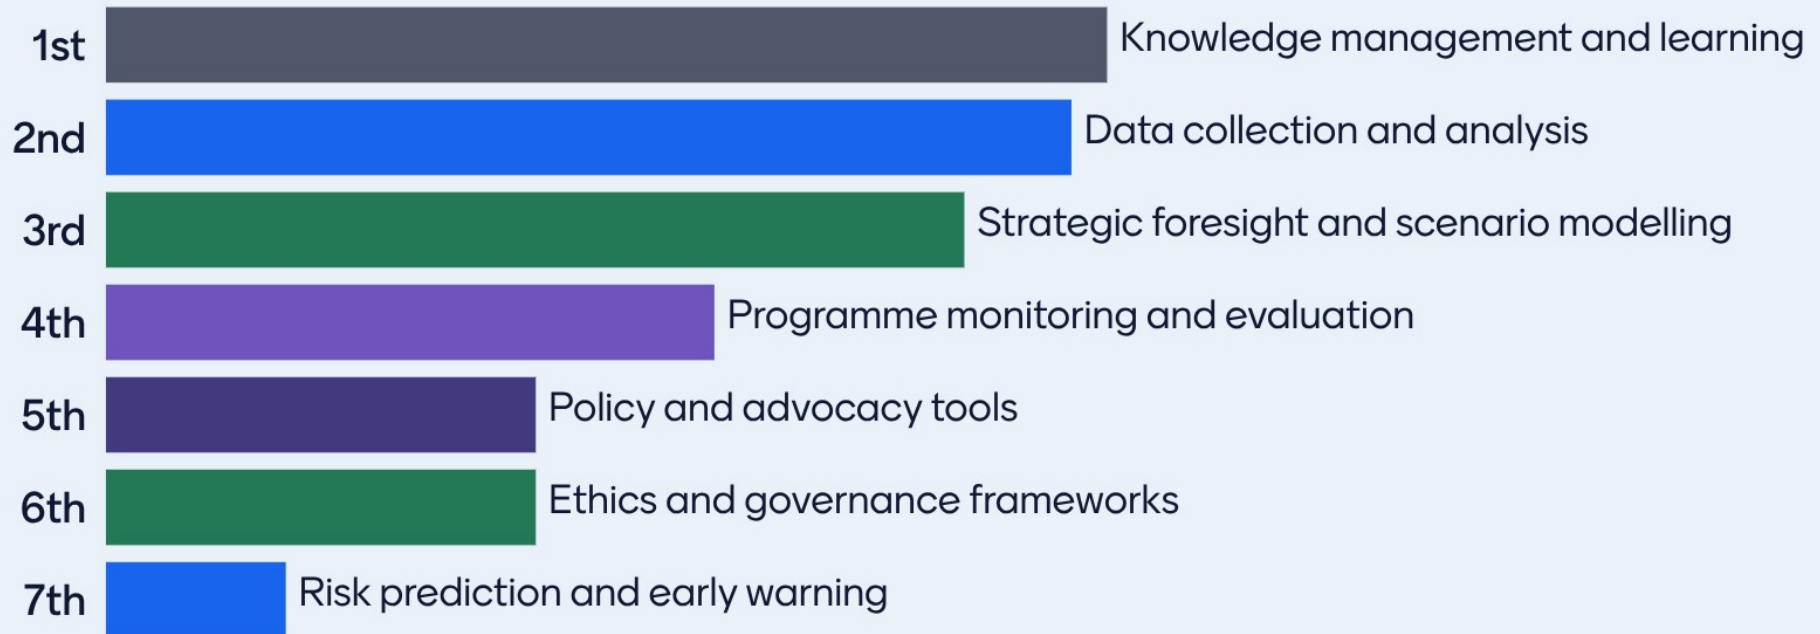 1st Knowledge management and learning
2nd Data collection and analysis
3rd Strategic foresight and scenario modelling
4th Programme monitoring and evaluation
5th Policy and advocacy tools
6th Ethics and governance frameworks
7th Risk prediction and early warning